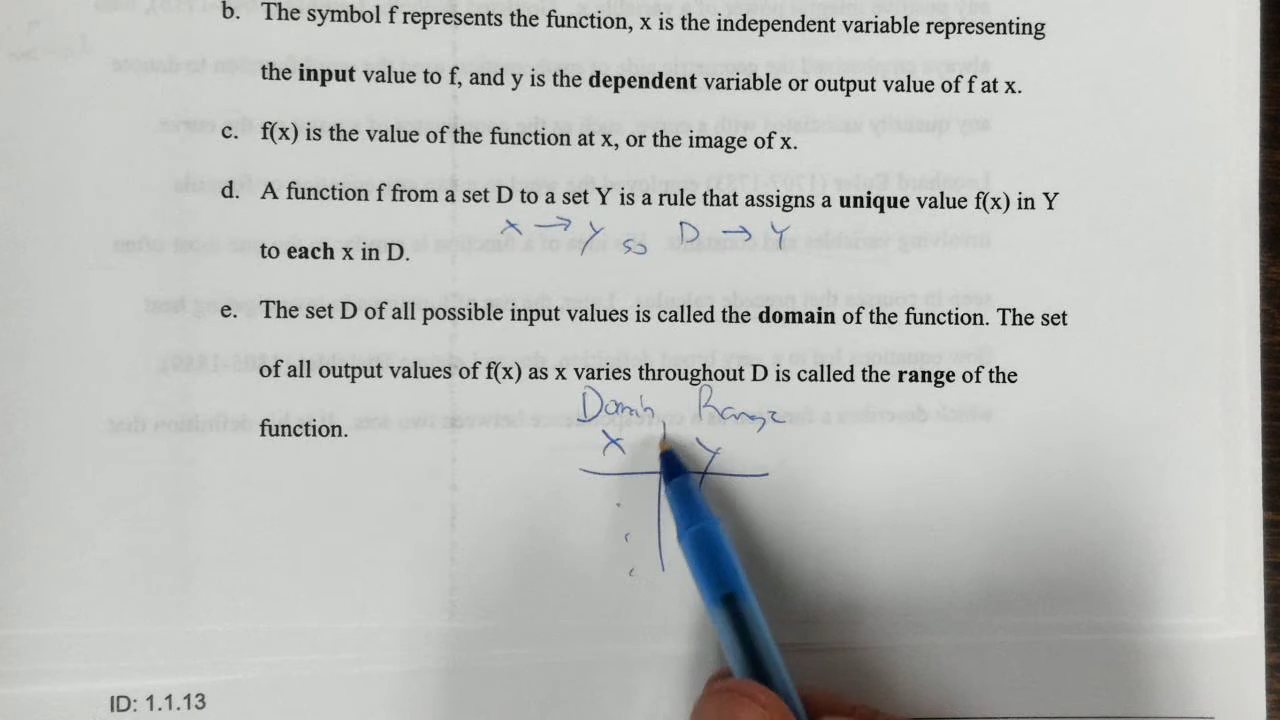 b. The symbol f represents the function, x is the independent variable representing
the input value to f, and y is the dependent variable or output value of f at x.
c. f(x) is the value of the function at x, or the image of x.
d. A function f from a set D to a set Y is a rule that assigns a unique value f(x) in Y
x → y so D → Y
to each x in D.
e. The set D of all possible input values is called the domain of the function. The set
of all output values of f(x) as x varies throughout D is called the range of the
Domain Range
function.
x y
ID: 1.1.13